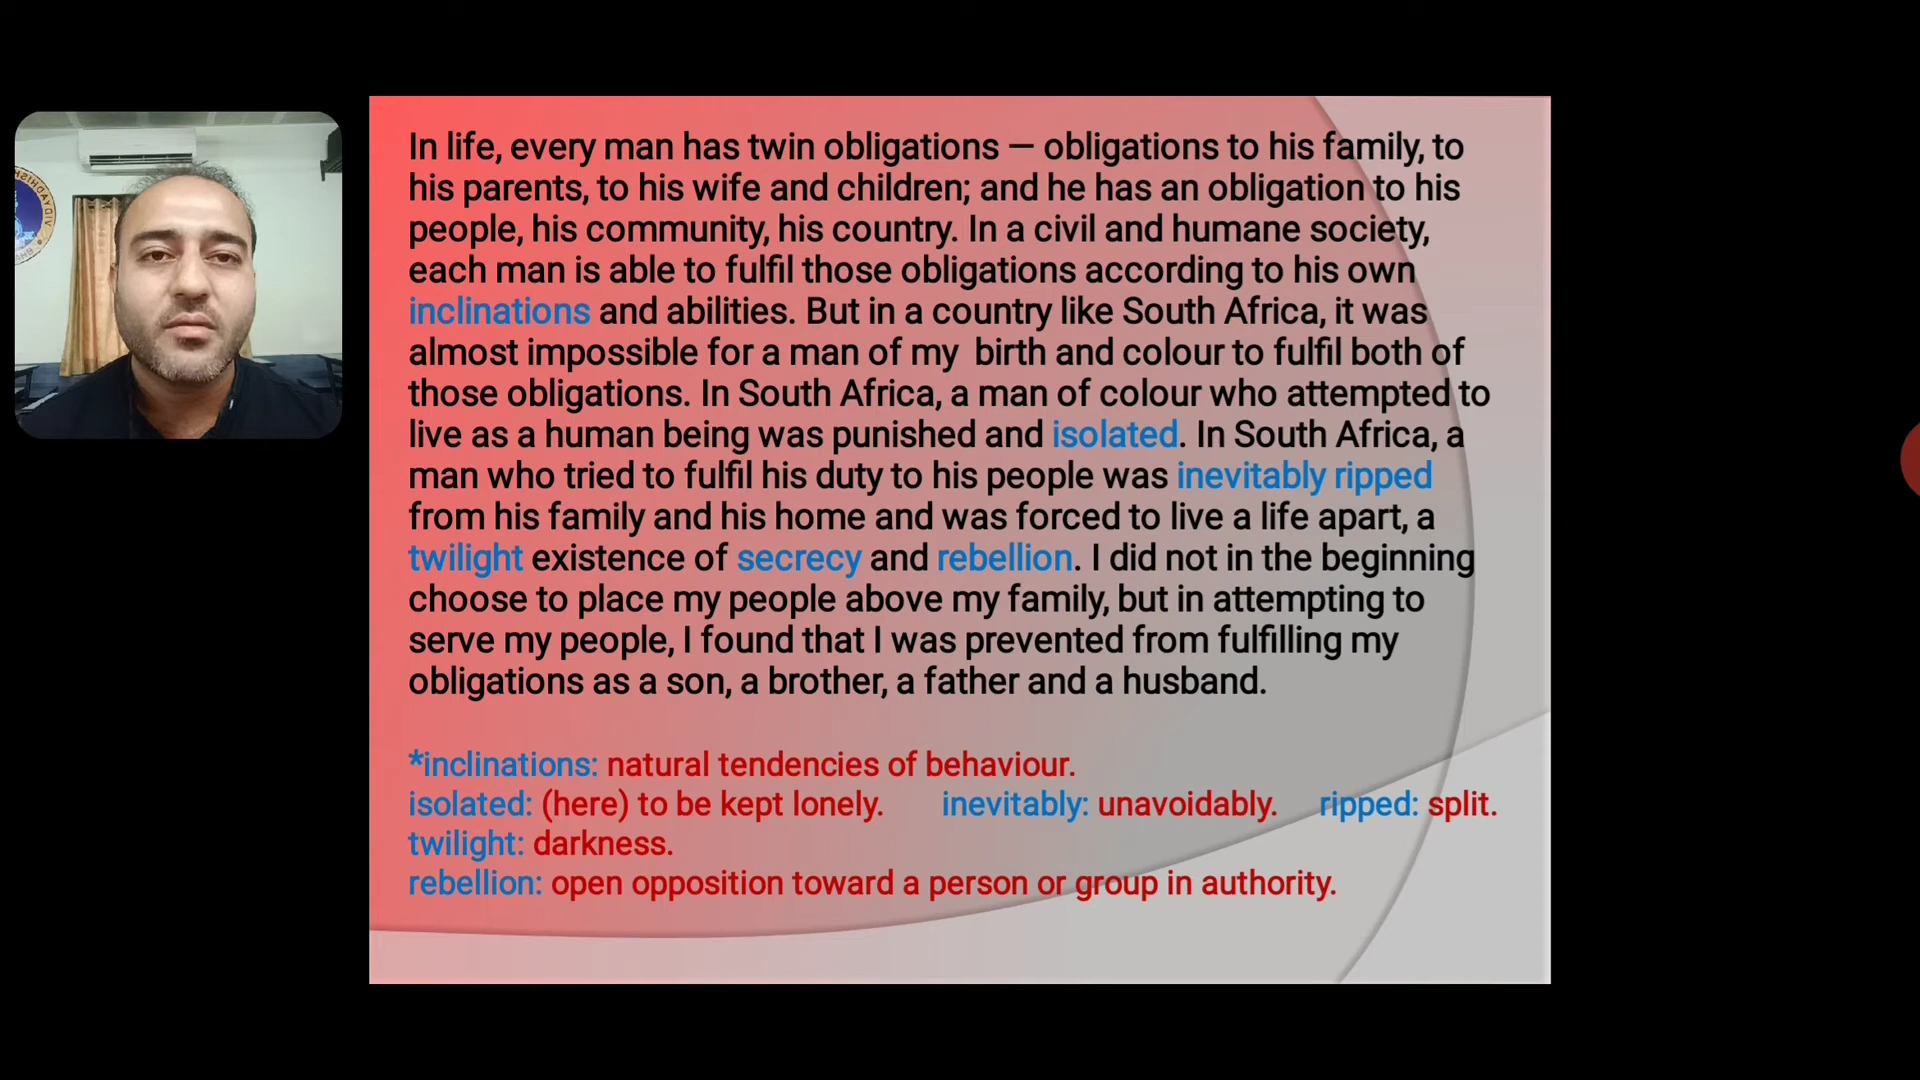 In life, every man has twin obligations — obligations to his family, to
his parents, to his wife and children; and he has an obligation to his
people, his community, his country. In a civil and humane society,
each man is able to fulfil those obligations according to his own
inclinations and abilities. But in a country like South Africa, it was
almost impossible for a man of my birth and colour to fulfil both of
those obligations. In South Africa, a man of colour who attempted to
live as a human being was punished and isolated. In South Africa, a
man who tried to fulfil his duty to his people was inevitably ripped
from his family and his home and was forced to live a life apart, a
twilight existence of secrecy and rebellion. I did not in the beginning
choose to place my people above my family, but in attempting to
serve my people, I found that I was prevented from fulfilling my
obligations as a son, a brother, a father and a husband.
*inclinations: natural tendencies of behaviour.
isolated: (here) to be kept lonely. inevitably: unavoidably. ripped: split.
twilight: darkness.
rebellion: open opposition toward a person or group in authority.